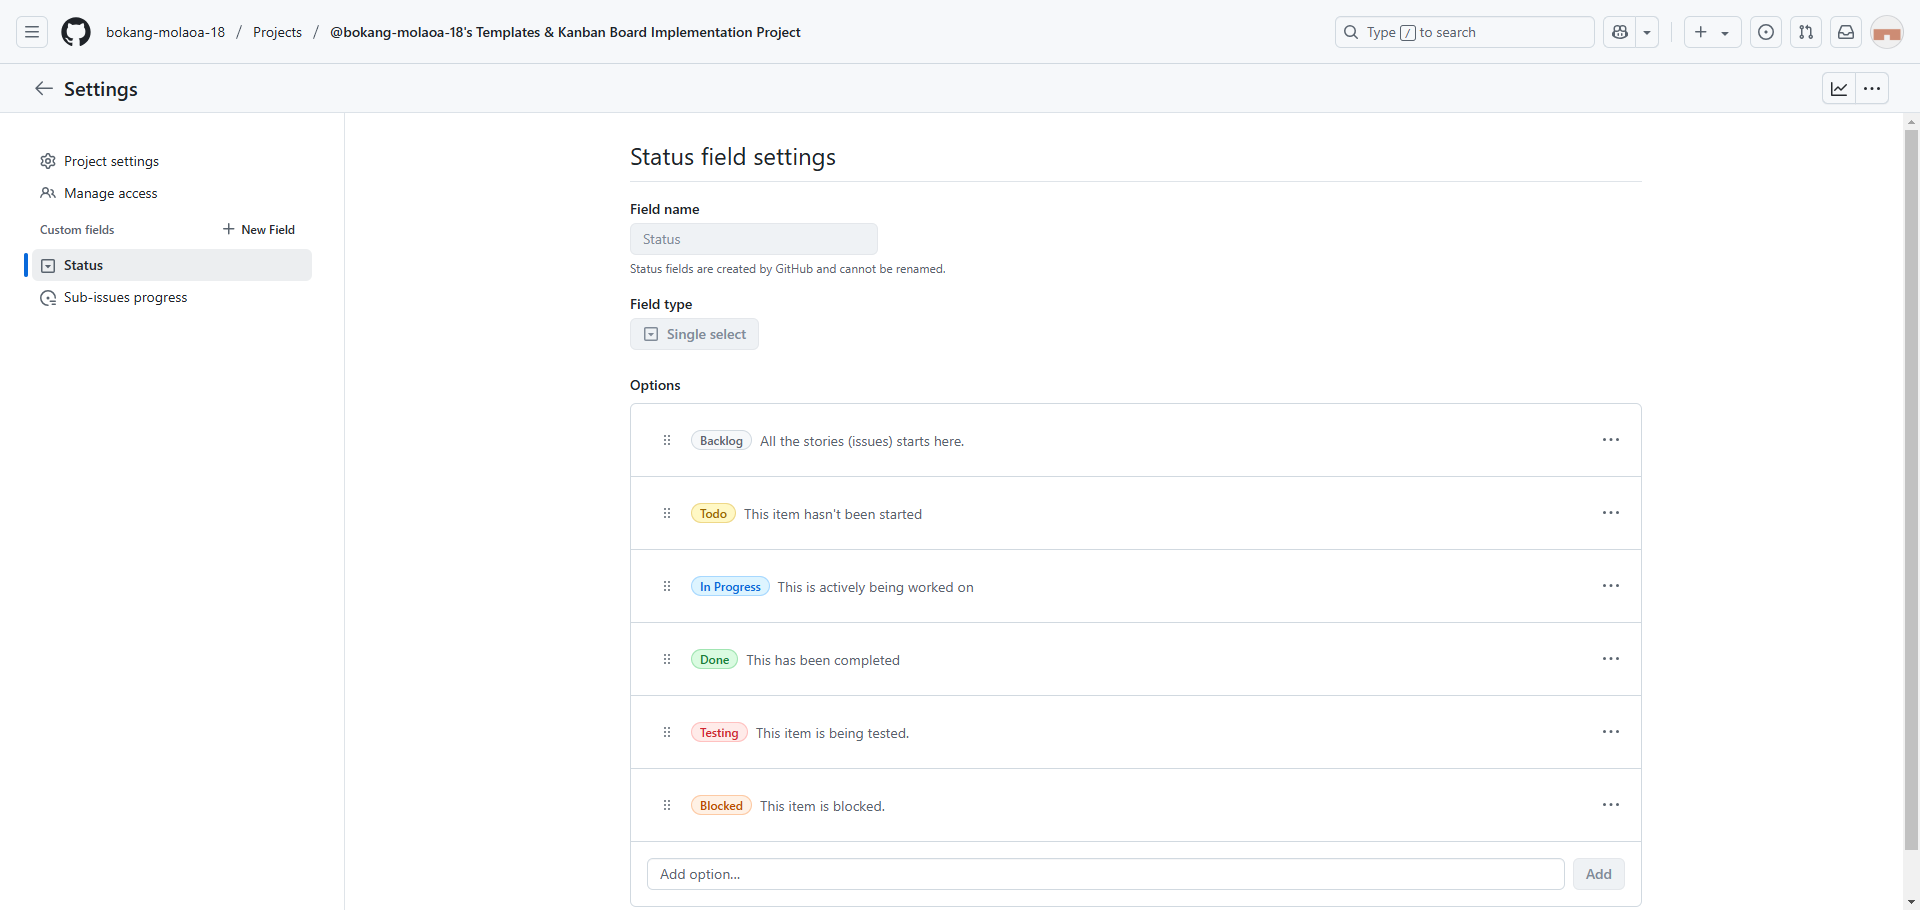 bokang-molaoa-18 / Projects / @bokang-molaoa-18's Templates & Kanban Board Implementation Project
Type / to search
Settings
Project settings
Manage access
Custom fields
New Field
Status
Sub-issues progress
Status field settings
Field name
Status
Status fields are created by GitHub and cannot be renamed.
Field type
Single select
Options
Backlog All the stories (issues) starts here.
Todo This item hasn't been started
In Progress This is actively being worked on
Done This has been completed
Testing This item is being tested.
Blocked This item is blocked.
Add option...
Add